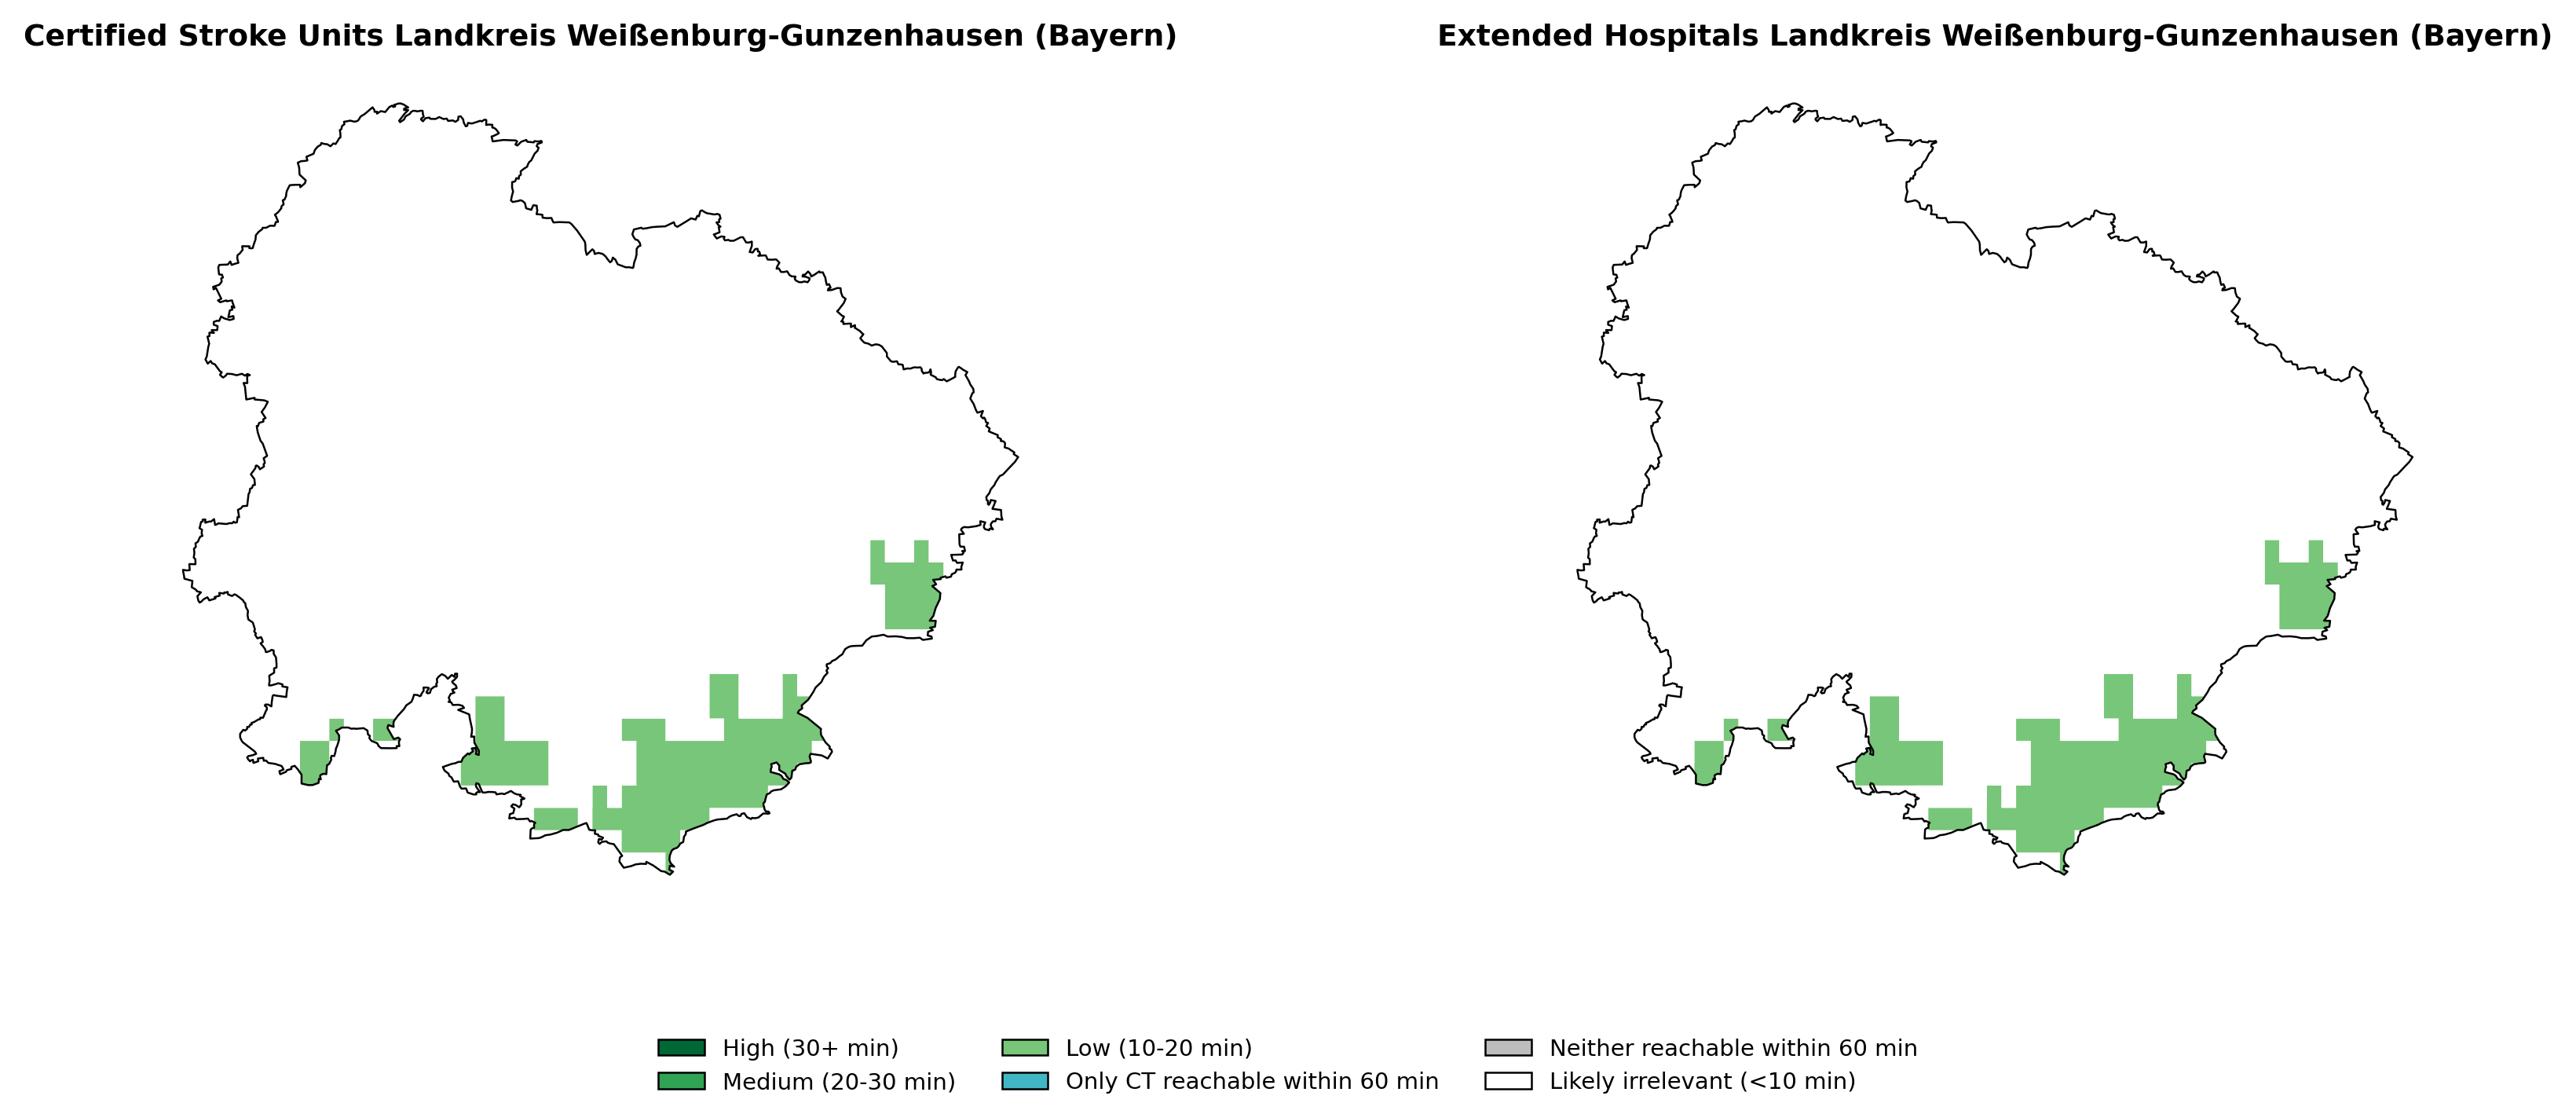 Certified Stroke Units Landkreis Weißenburg-Gunzenhausen (Bayern)
Extended Hospitals Landkreis Weißenburg-Gunzenhausen (Bayern)
High (30+ min)
Medium (20-30 min)
Low (10-20 min)
Only CT reachable within 60 min
Neither reachable within 60 min
Likely irrelevant (<10 min)